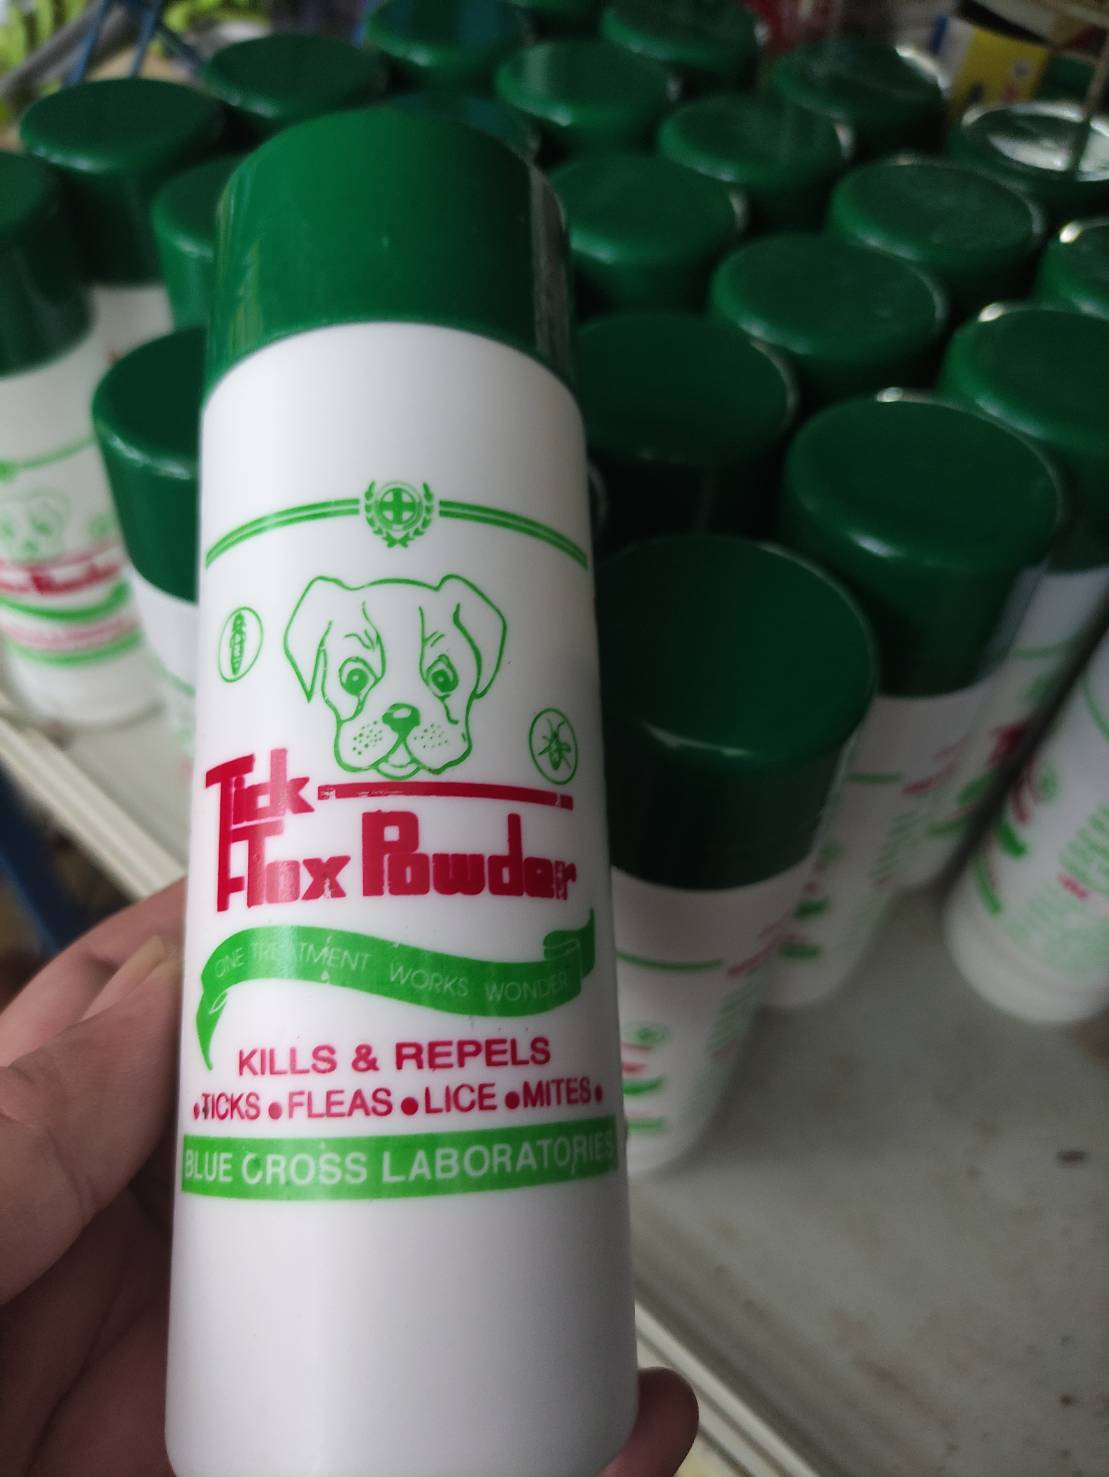 Tick
Flox Powder
ONE TREATMENT WORKS WONDER
KILLS & REPELS
•TICKS •FLEAS •LICE •MITES•
BLUE CROSS LABORATORIES